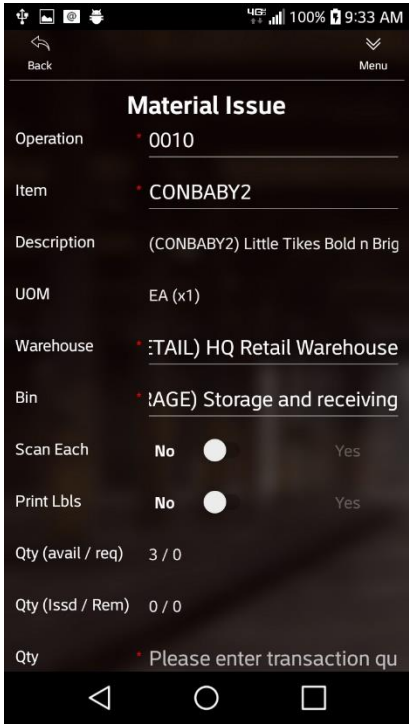 4G 100% 9:33 AM
Back Menu
Material Issue
Operation * 0010
Item * CONBABY2
Description (CONBABY2) Little Tikes Bold n Brig
UOM EA (x1)
Warehouse * ETAIL) HQ Retail Warehouse
Bin * RAGE) Storage and receiving
Scan Each No Yes
Print Lbls No Yes
Qty (avail / req) 3 / 0
Qty (Issd / Rem) 0 / 0
Qty * Please enter transaction qu